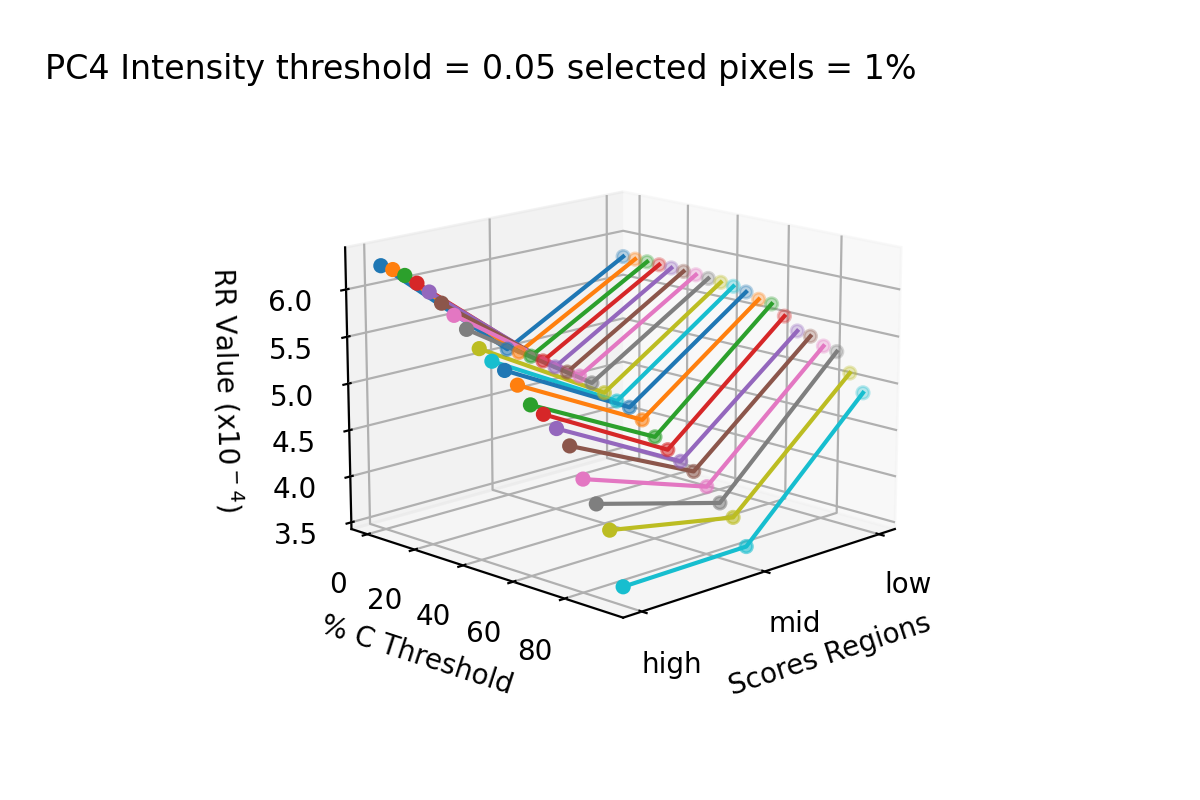 PC4 Intensity threshold = 0.05 selected pixels = 1%
RR Value (x10⁻⁴)
6.0
5.5
5.0
4.5
4.0
3.5
0
20
40
60
80
% C Threshold
high
mid
low
Scores Regions